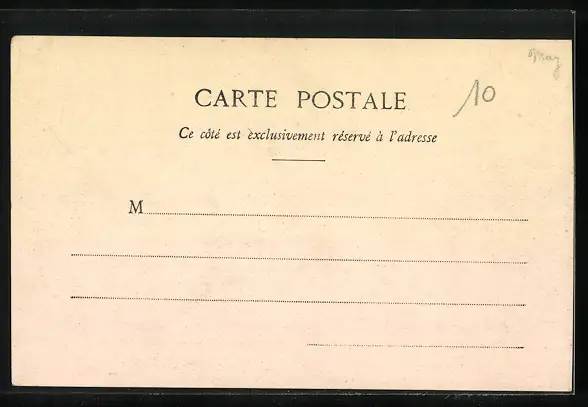 CARTE POSTALE
10
Ce côté est exclusivement réservé à l'adresse
M